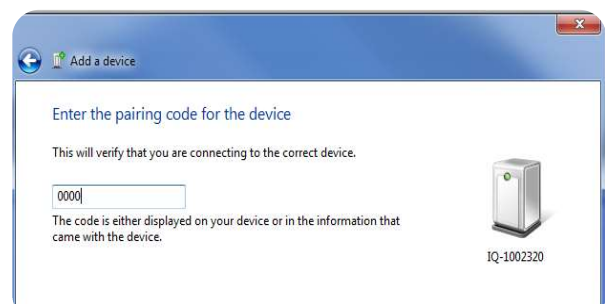 Add a device
Enter the pairing code for the device
This will verify that you are connecting to the correct device.
0000
The code is either displayed on your device or in the information that
came with the device.
IQ-1002320